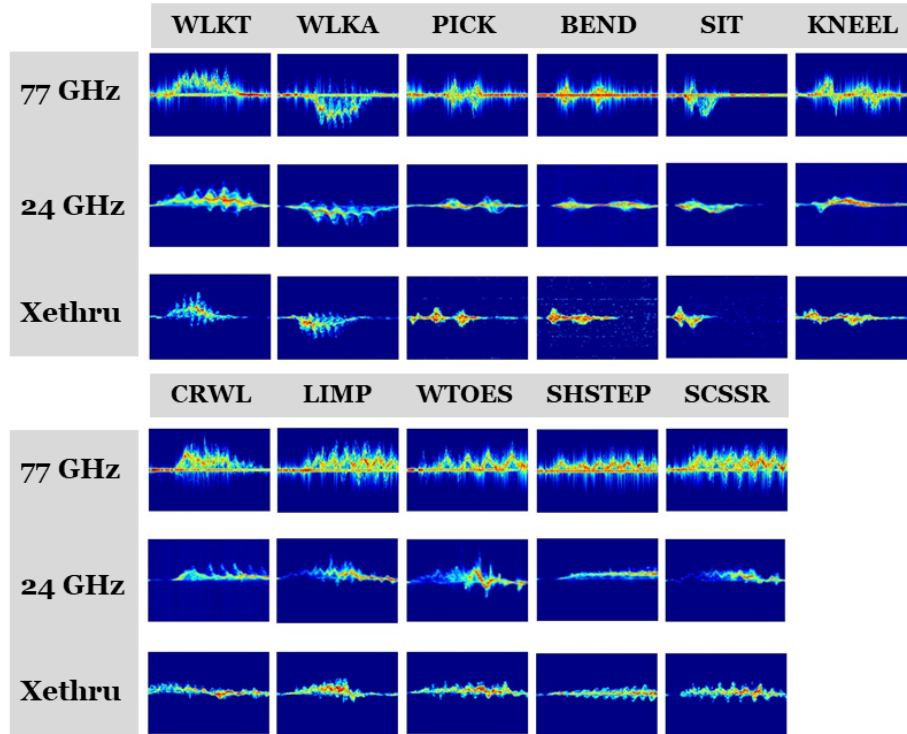 WLKT WLKA PICK BEND SIT KNEEL
77 GHz
24 GHz
Xethru
CRWL LIMP WTOES SHSTEP SCSSR
77 GHz
24 GHz
Xethru